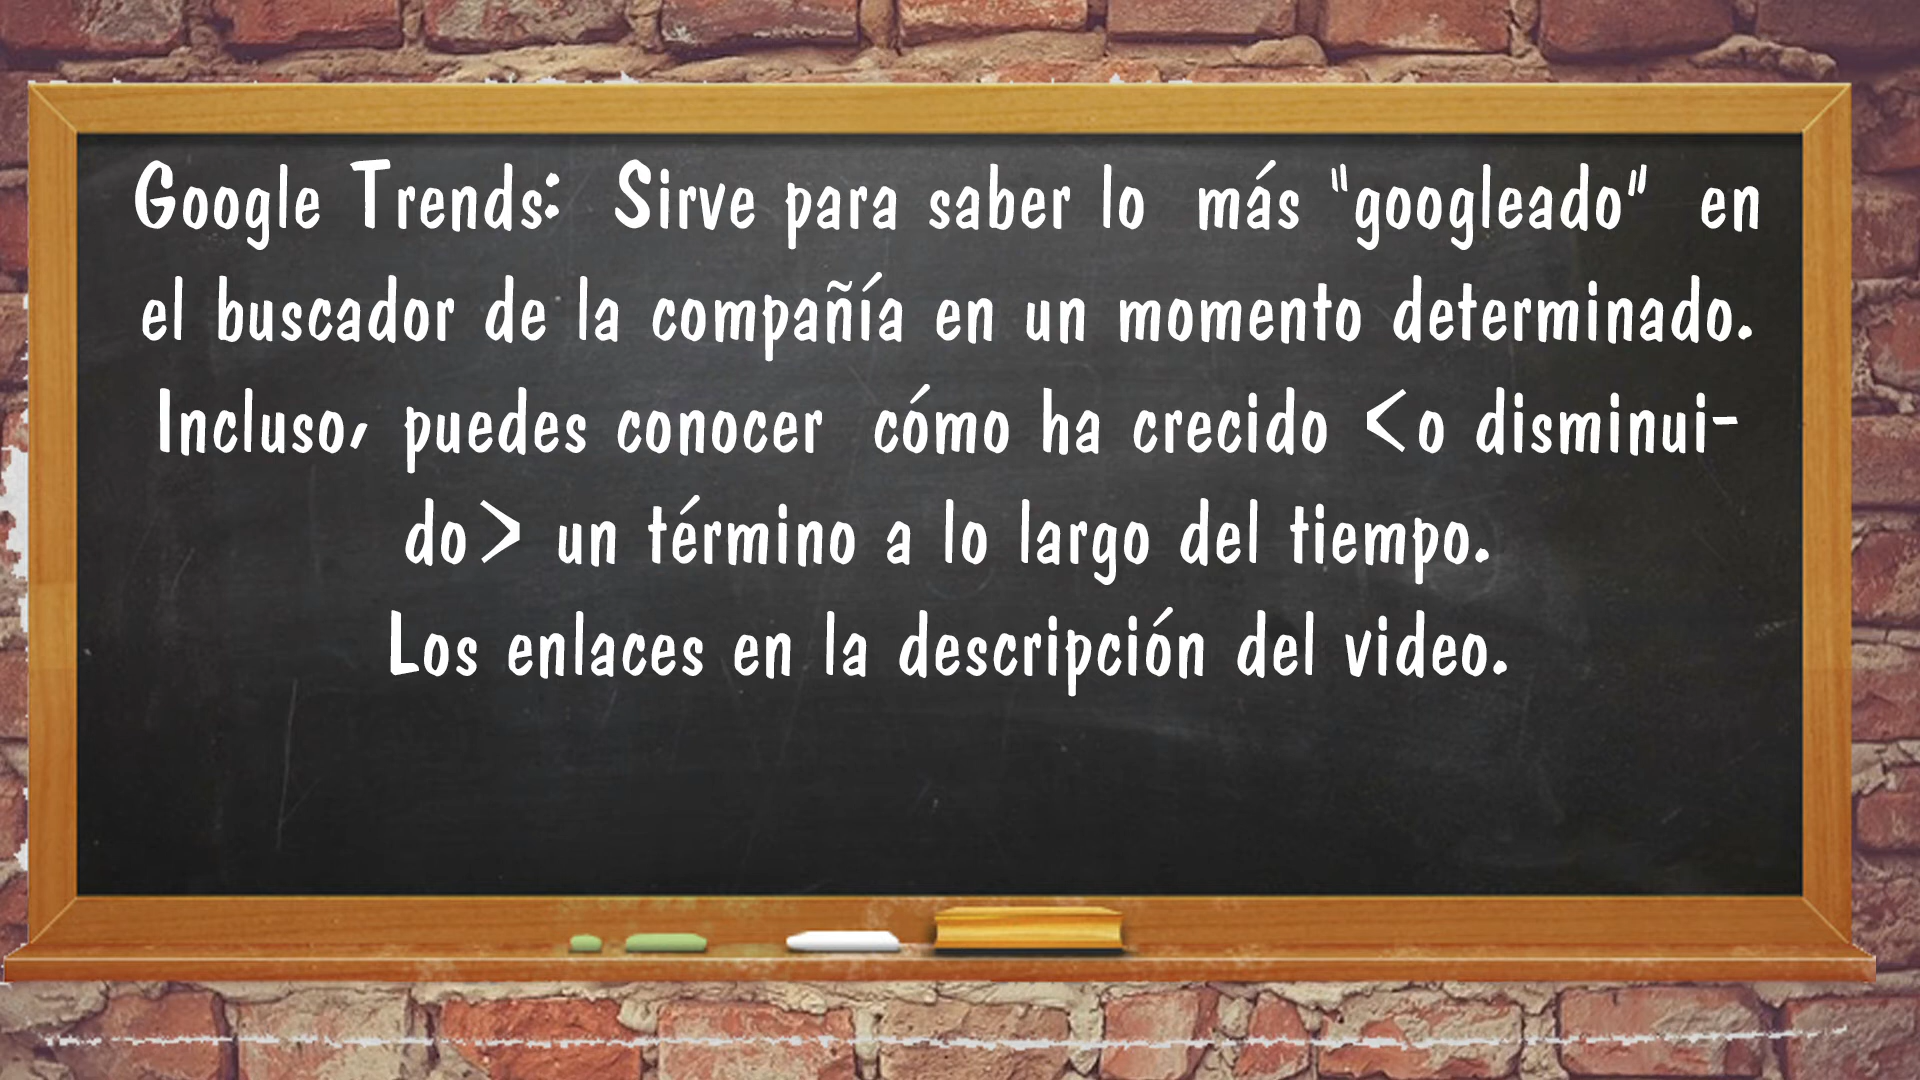 Google Trends: Sirve para saber lo más "googleado" en
el buscador de la compañía en un momento determinado.
Incluso, puedes conocer cómo ha crecido <o disminui-
do> un término a lo largo del tiempo.
Los enlaces en la descripción del video.